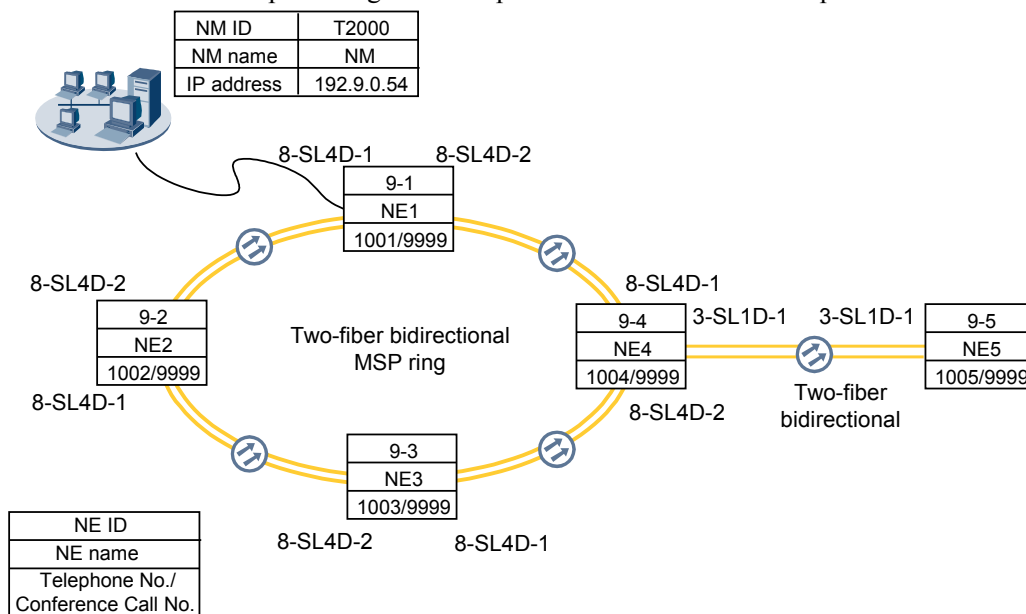 NM ID T2000
NM name NM
IP address 192.9.0.54
8-SL4D-1 8-SL4D-2
9-1
NE1
1001/9999
8-SL4D-2
9-2
NE2
1002/9999
8-SL4D-1
Two-fiber bidirectional
MSP ring
8-SL4D-1
9-4
NE4
1004/9999
8-SL4D-2
3-SL1D-1 3-SL1D-1
9-5
NE5
1005/9999
Two-fiber
bidirectional
9-3
NE3
1003/9999
8-SL4D-2 8-SL4D-1
NE ID
NE name
Telephone No./
Conference Call No.